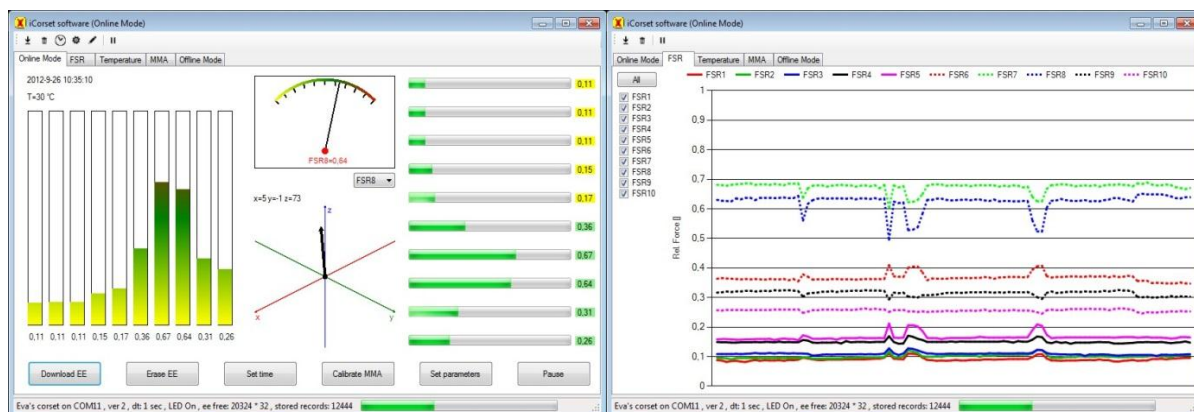 iCorset software (Online Mode)
Online Mode FSR Temperature MMA Offline Mode
2012-9-26 10:35:10
T=30 °C
FSR8=0,64
FSR8
x=5 y=-1 z=73
z
x
y
0,11 0,11 0,11 0,15 0,17 0,36 0,67 0,64 0,31 0,26
0,11
0,11
0,11
0,15
0,17
0,36
0,67
0,64
0,31
0,26
Download EE Erase EE Set time Calibrate MMA Set parameters Pause
Eva's corset on COM11 , ver 2 , dt: 1 sec , LED On , ee free: 20324 * 32 , stored records: 12444
iCorset software (Online Mode)
Online Mode FSR Temperature MMA Offline Mode
All
FSR1
FSR2
FSR3
FSR4
FSR5
FSR6
FSR7
FSR8
FSR9
FSR10
FSR1 FSR2 FSR3 FSR4 FSR5 FSR6 FSR7 FSR8 FSR9 FSR10
Rel. Force []
1
0,9
0,8
0,7
0,6
0,5
0,4
0,3
0,2
0,1
0
Eva's corset on COM11 , ver 2 , dt: 1 sec , LED On , ee free: 20324 * 32 , stored records: 12444